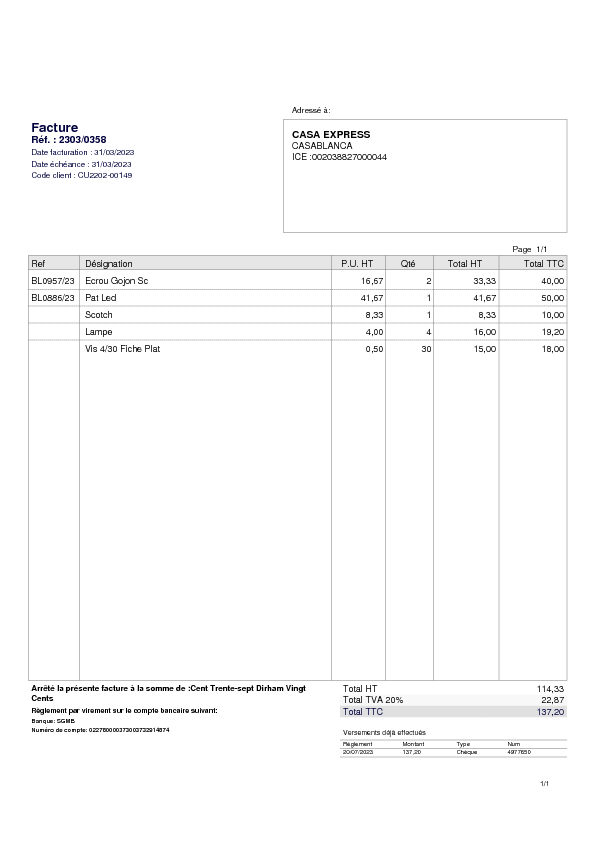 Adressé à:
Facture
Réf. : 2303/0358
Date facturation : 31/03/2023
Date échéance : 31/03/2023
Code client : CU2202-00149
CASA EXPRESS
CASABLANCA
ICE :002038827000044
Page 1/1
Ref Désignation P.U. HT Qté Total HT Total TTC
BL0957/23 Ecrou Gojon Sc 16,67 2 33,33 40,00
BL0886/23 Pat Led 41,67 1 41,67 50,00
Scotch 8,33 1 8,33 10,00
Lampe 4,00 4 16,00 19,20
Vis 4/30 Fiche Plat 0,50 30 15,00 18,00
Arrêté la présente facture à la somme de :Cent Trente-sept Dirham Vingt
Cents
Règlement par virement sur le compte bancaire suivant:
Banque: SGMB
Numéro de compte:
Total HT 114,33
Total TVA 20% 22,87
Total TTC 137,20
Versements déjà effectués
Règlement Montant Type Num
20/07/2023 137,20 Chèque 4977650
1/1